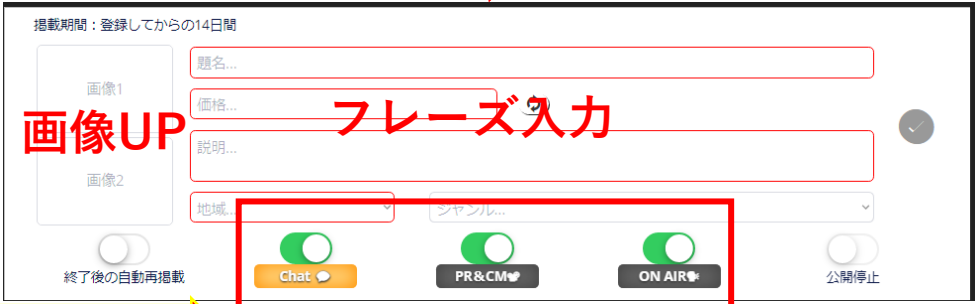 掲載期間：登録してからの14日間
画像1
題名...
価格...
画像UP
フレーズ入力
説明...
画像2
地域...
ジャンル...
終了後の自動再掲載
Chat
PR&CM
ON AIR
公開停止